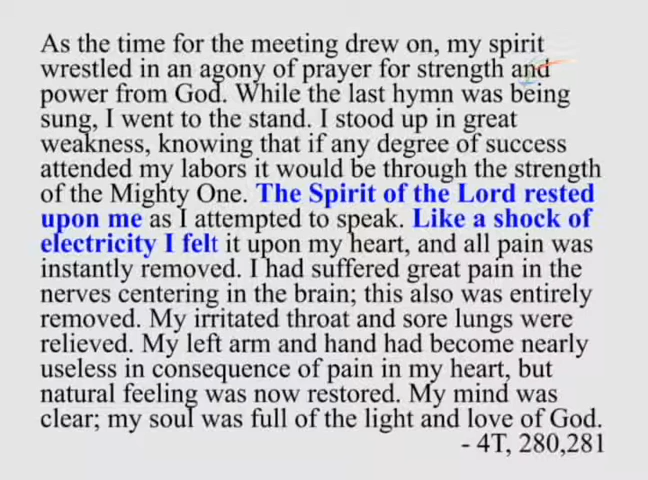 As the time for the meeting drew on, my spirit
wrestled in an agony of prayer for strength and
power from God. While the last hymn was being
sung, I went to the stand. I stood up in great
weakness, knowing that if any degree of success
attended my labors it would be through the strength
of the Mighty One. The Spirit of the Lord rested
upon me as I attempted to speak. Like a shock of
electricity I felt it upon my heart, and all pain was
instantly removed. I had suffered great pain in the
nerves centering in the brain; this also was entirely
removed. My irritated throat and sore lungs were
relieved. My left arm and hand had become nearly
useless in consequence of pain in my heart, but
natural feeling was now restored. My mind was
clear; my soul was full of the light and love of God.
- 4T, 280,281